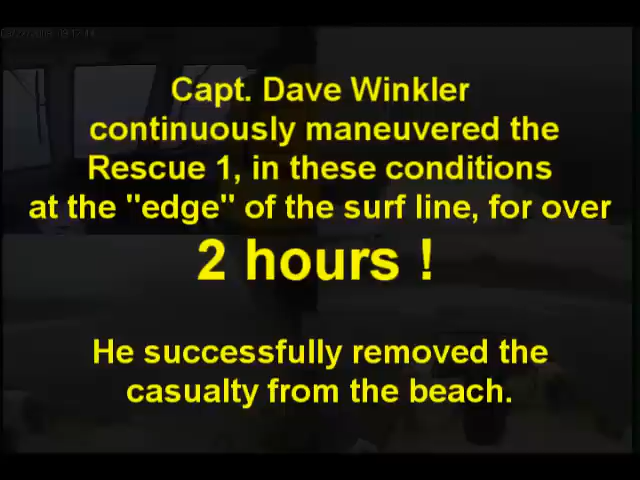 Capt. Dave Winkler
continuously maneuvered the
Rescue 1, in these conditions
at the "edge" of the surf line, for over
2 hours !
He successfully removed the
casualty from the beach.